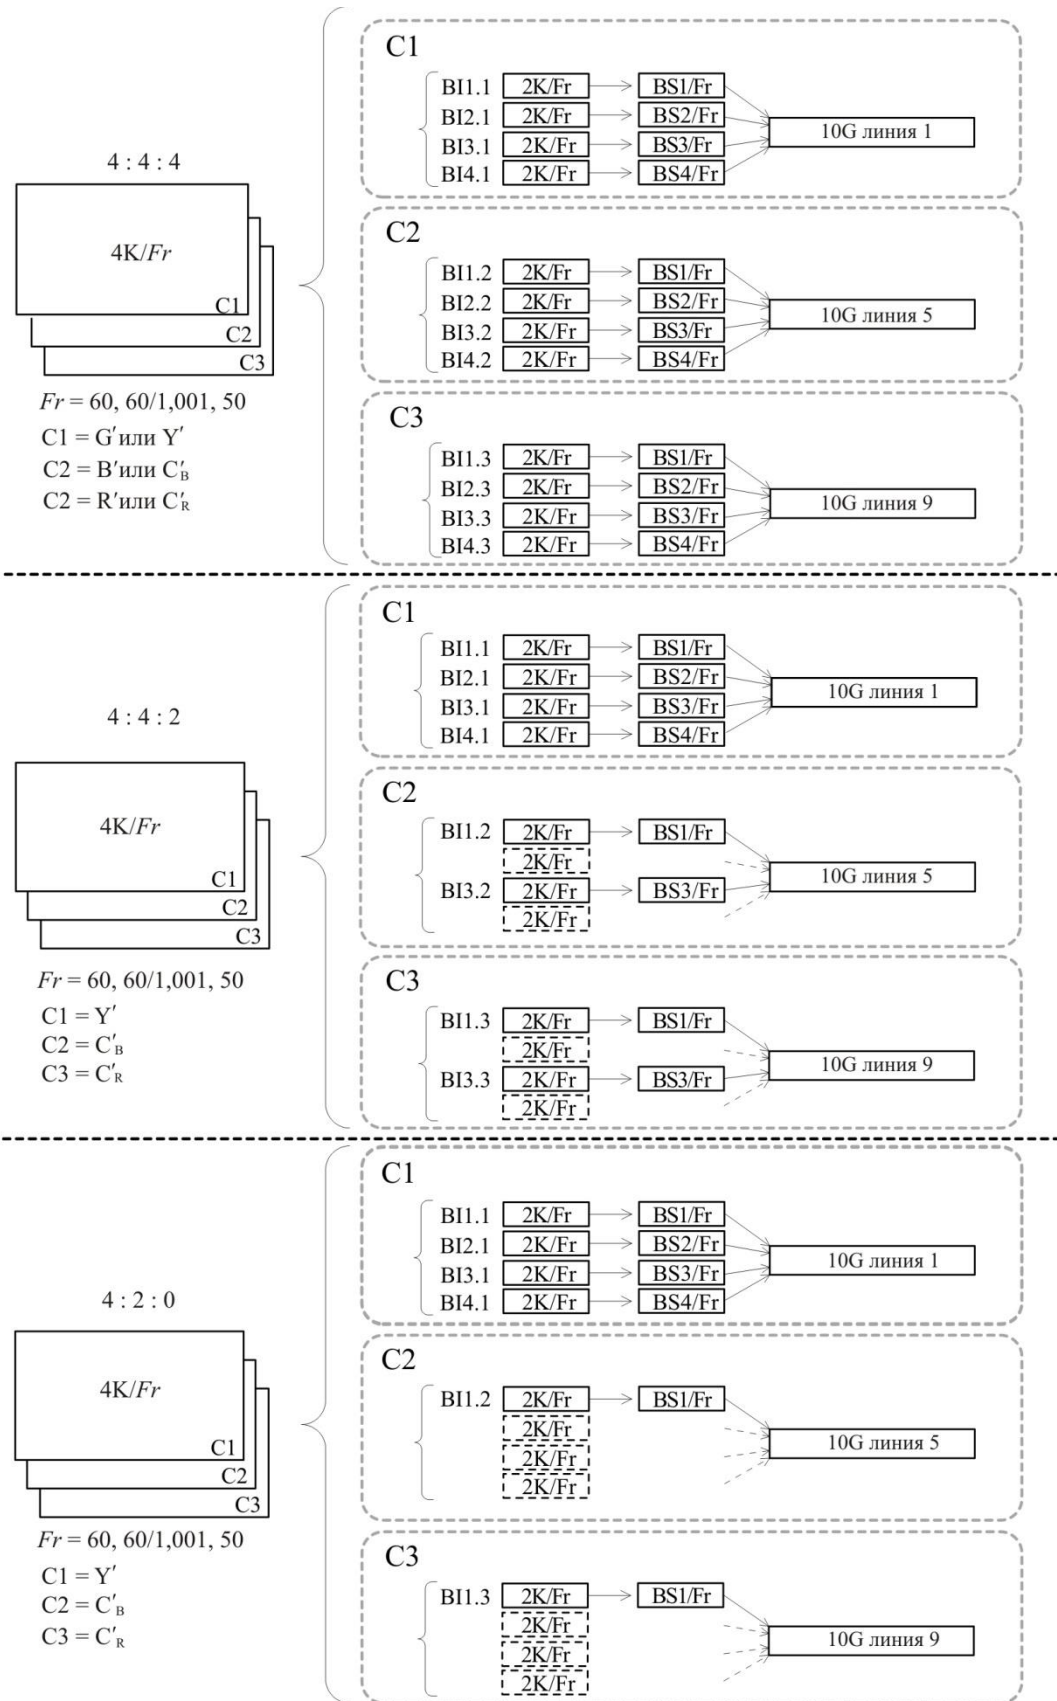 4 : 4 : 4
4K/Fr
C1
C2
C3
Fr = 60, 60/1,001, 50
C1 = G′или Y′
C2 = B′или C′B
C2 = R′или C′R
C1
BI1.1 2K/Fr BS1/Fr
BI2.1 2K/Fr BS2/Fr
BI3.1 2K/Fr BS3/Fr
BI4.1 2K/Fr BS4/Fr
10G линия 1
C2
BI1.2 2K/Fr BS1/Fr
BI2.2 2K/Fr BS2/Fr
BI3.2 2K/Fr BS3/Fr
BI4.2 2K/Fr BS4/Fr
10G линия 5
C3
BI1.3 2K/Fr BS1/Fr
BI2.3 2K/Fr BS2/Fr
BI3.3 2K/Fr BS3/Fr
BI4.3 2K/Fr BS4/Fr
10G линия 9
4 : 4 : 2
4K/Fr
C1
C2
C3
Fr = 60, 60/1,001, 50
C1 = Y′
C2 = C′B
C3 = C′R
C1
BI1.1 2K/Fr BS1/Fr
BI2.1 2K/Fr BS2/Fr
BI3.1 2K/Fr BS3/Fr
BI4.1 2K/Fr BS4/Fr
10G линия 1
C2
BI1.2 2K/Fr BS1/Fr
2K/Fr
BI3.2 2K/Fr BS3/Fr
2K/Fr
10G линия 5
C3
BI1.3 2K/Fr BS1/Fr
2K/Fr
BI3.3 2K/Fr BS3/Fr
2K/Fr
10G линия 9
4 : 2 : 0
4K/Fr
C1
C2
C3
Fr = 60, 60/1,001, 50
C1 = Y′
C2 = C′B
C3 = C′R
C1
BI1.1 2K/Fr BS1/Fr
BI2.1 2K/Fr BS2/Fr
BI3.1 2K/Fr BS3/Fr
BI4.1 2K/Fr BS4/Fr
10G линия 1
C2
BI1.2 2K/Fr BS1/Fr
2K/Fr
2K/Fr
2K/Fr
10G линия 5
C3
BI1.3 2K/Fr BS1/Fr
2K/Fr
2K/Fr
2K/Fr
10G линия 9